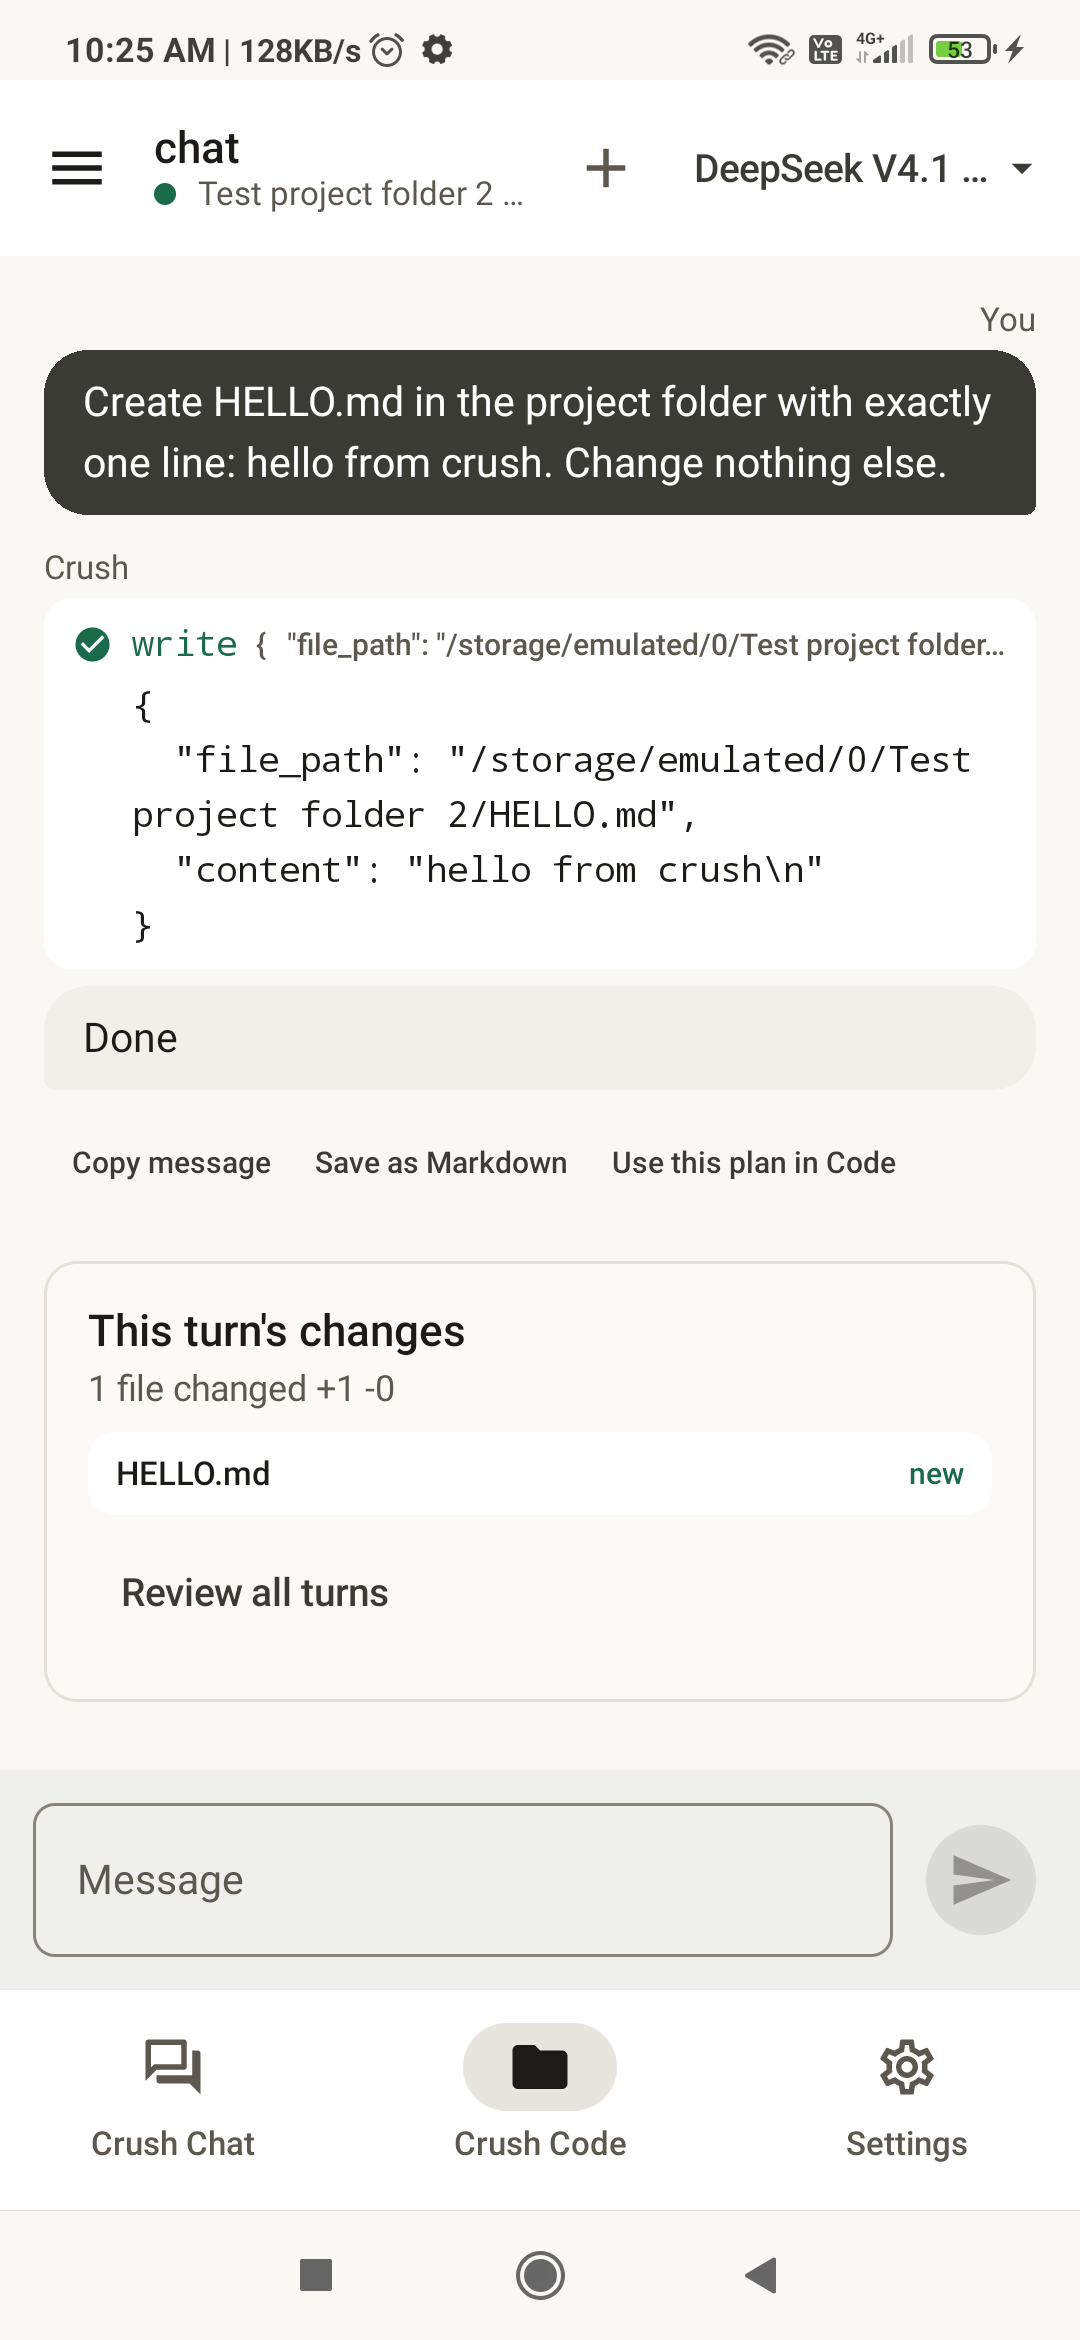 10:25 AM | 128KB/s
Vo LTE 4G+ 53
chat
Test project folder 2 ...
DeepSeek V4.1 ...
You
Create HELLO.md in the project folder with exactly
one line: hello from crush. Change nothing else.
Crush
write { "file_path": "/storage/emulated/0/Test project folder...
{
"file_path": "/storage/emulated/0/Test
project folder 2/HELLO.md",
"content": "hello from crush\n"
}
Done
Copy message Save as Markdown Use this plan in Code
This turn's changes
1 file changed +1 -0
HELLO.md new
Review all turns
Message
Crush Chat Crush Code Settings